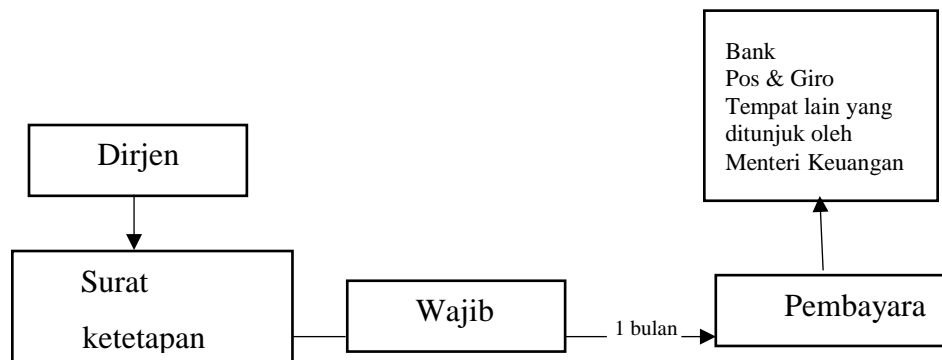 Bank
Pos & Giro
Tempat lain yang
ditunjuk oleh
Menteri Keuangan
Dirjen
Surat
ketetapan
Wajib
1 bulan
Pembayara